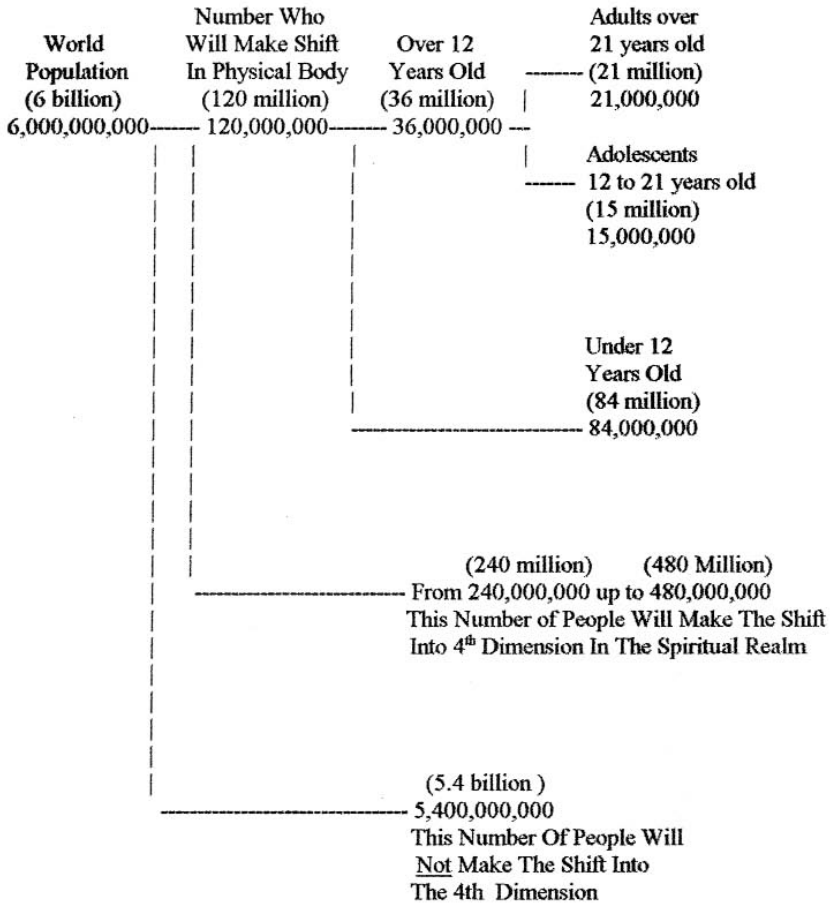 World
Population
(6 billion)
6,000,000,000
Number Who
Will Make Shift
In Physical Body
(120 million)
120,000,000
Over 12
Years Old
(36 million)
36,000,000
Adults over
21 years old
(21 million)
21,000,000
Adolescents
12 to 21 years old
(15 million)
15,000,000
Under 12
Years Old
(84 million)
84,000,000
(240 million) (480 Million)
From 240,000,000 up to 480,000,000
This Number of People Will Make The Shift
Into 4th Dimension In The Spiritual Realm
(5.4 billion )
5,400,000,000
This Number Of People Will
Not Make The Shift Into
The 4th Dimension